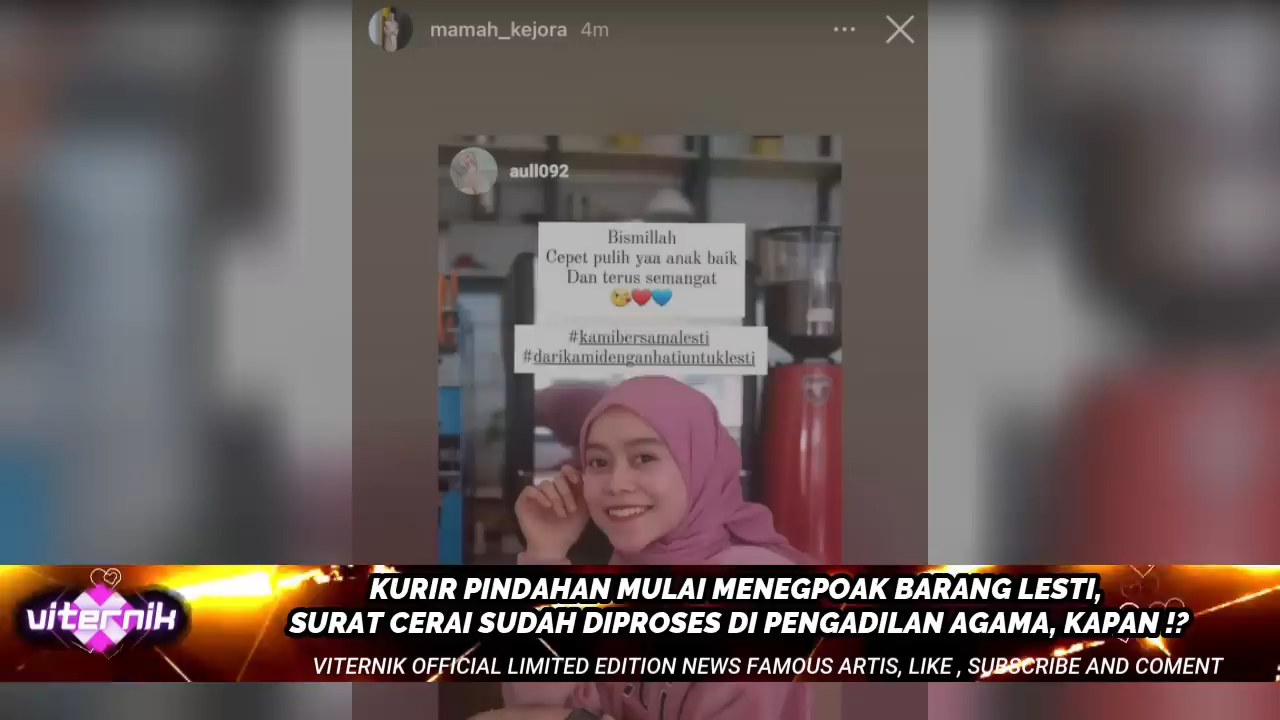 mamah_kejora 4m
aull092
Bismillah
Cepet pulih yaa anak baik
Dan terus semangat
😘❤️💙
#kamibersamalesti
#darikamidenganhatiuntuklesti
viternik
KURIR PINDAHAN MULAI MENEGPOAK BARANG LESTI,
SURAT CERAI SUDAH DIPROSES DI PENGADILAN AGAMA, KAPAN !?
VITERNIK OFFICIAL LIMITED EDITION NEWS FAMOUS ARTIS, LIKE , SUBSCRIBE AND COMENT